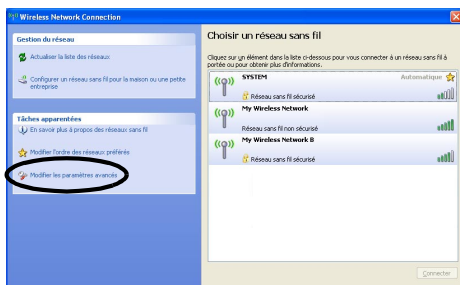 Wireless Network Connection
Gestion du réseau
Actualiser la liste des réseaux
Configurer un réseau sans fil pour la maison ou une petite
entreprise
Tâches apparentées
En savoir plus à propos des réseaux sans fil
Modifier l'ordre des réseaux préférés
Modifier les paramètres avancés
Choisir un réseau sans fil
Cliquez sur un élément dans la liste ci-dessous pour vous connecter à un réseau sans fil à
portée ou pour obtenir plus d'informations.
SYSTEM Automatique
Réseau sans fil sécurisé
My Wireless Network
Réseau sans fil non sécurisé
My Wireless Network B
Réseau sans fil sécurisé
Connecter